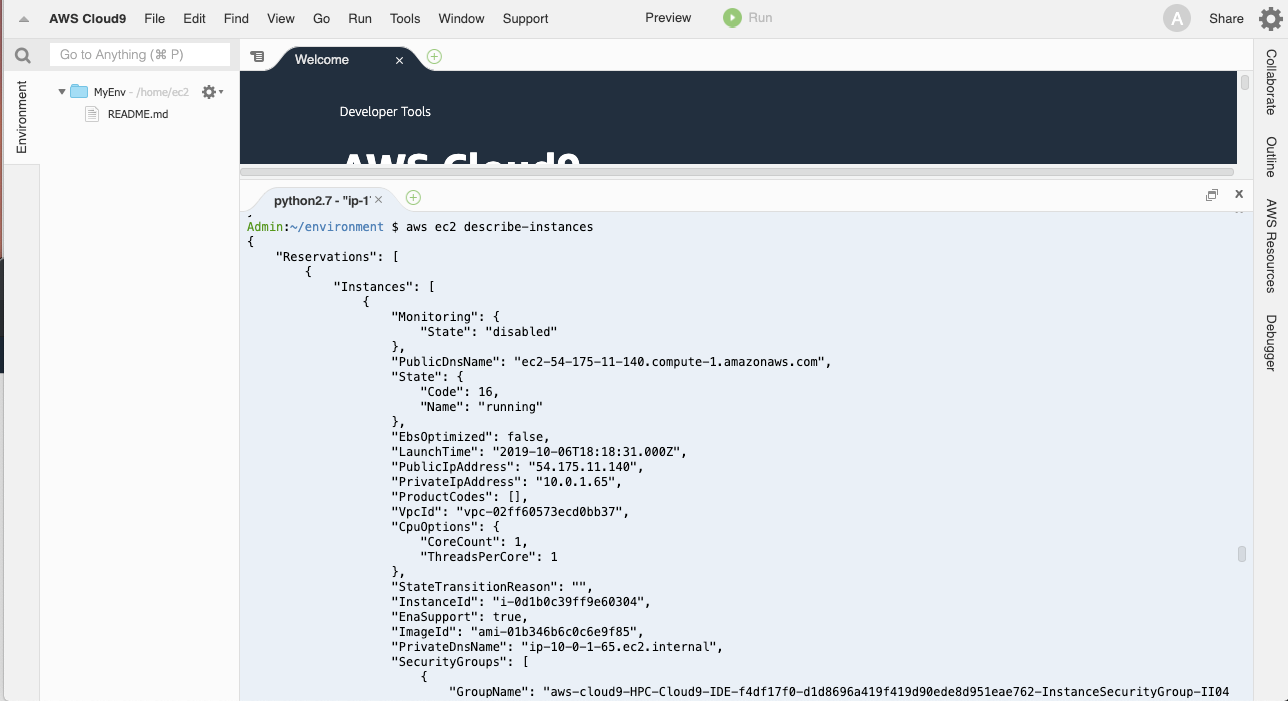 AWS Cloud9 File Edit Find View Go Run Tools Window Support Preview Run A Share
Go to Anything (⌘ P)
Welcome
Environment
MyEnv - /home/ec2
README.md
Developer Tools
AWS Cloud9
python2.7 - "ip-1
Admin:~/environment $ aws ec2 describe-instances
{
    "Reservations": [
        {
            "Instances": [
                {
                    "Monitoring": {
                        "State": "disabled"
                    },
                    "PublicDnsName": "ec2-54-175-11-140.compute-1.amazonaws.com",
                    "State": {
                        "Code": 16,
                        "Name": "running"
                    },
                    "EbsOptimized": false,
                    "LaunchTime": "2019-10-06T18:18:31.000Z",
                    "PublicIpAddress": "54.175.11.140",
                    "PrivateIpAddress": "10.0.1.65",
                    "ProductCodes": [],
                    "VpcId": "vpc-02ff60573ecd0bb37",
                    "CpuOptions": {
                        "CoreCount": 1,
                        "ThreadsPerCore": 1
                    },
                    "StateTransitionReason": "",
                    "InstanceId": "i-0d1b0c39ff9e60304",
                    "EnaSupport": true,
                    "ImageId": "ami-01b346b6c0c6e9f85",
                    "PrivateDnsName": "ip-10-0-1-65.ec2.internal",
                    "SecurityGroups": [
                        {
                            "GroupName": "aws-cloud9-HPC-Cloud9-IDE-f4df17f0-d1d8696a419f419d90ede8d951eae762-InstanceSecurityGroup-II04
Collaborate
Outline
AWS Resources
Debugger